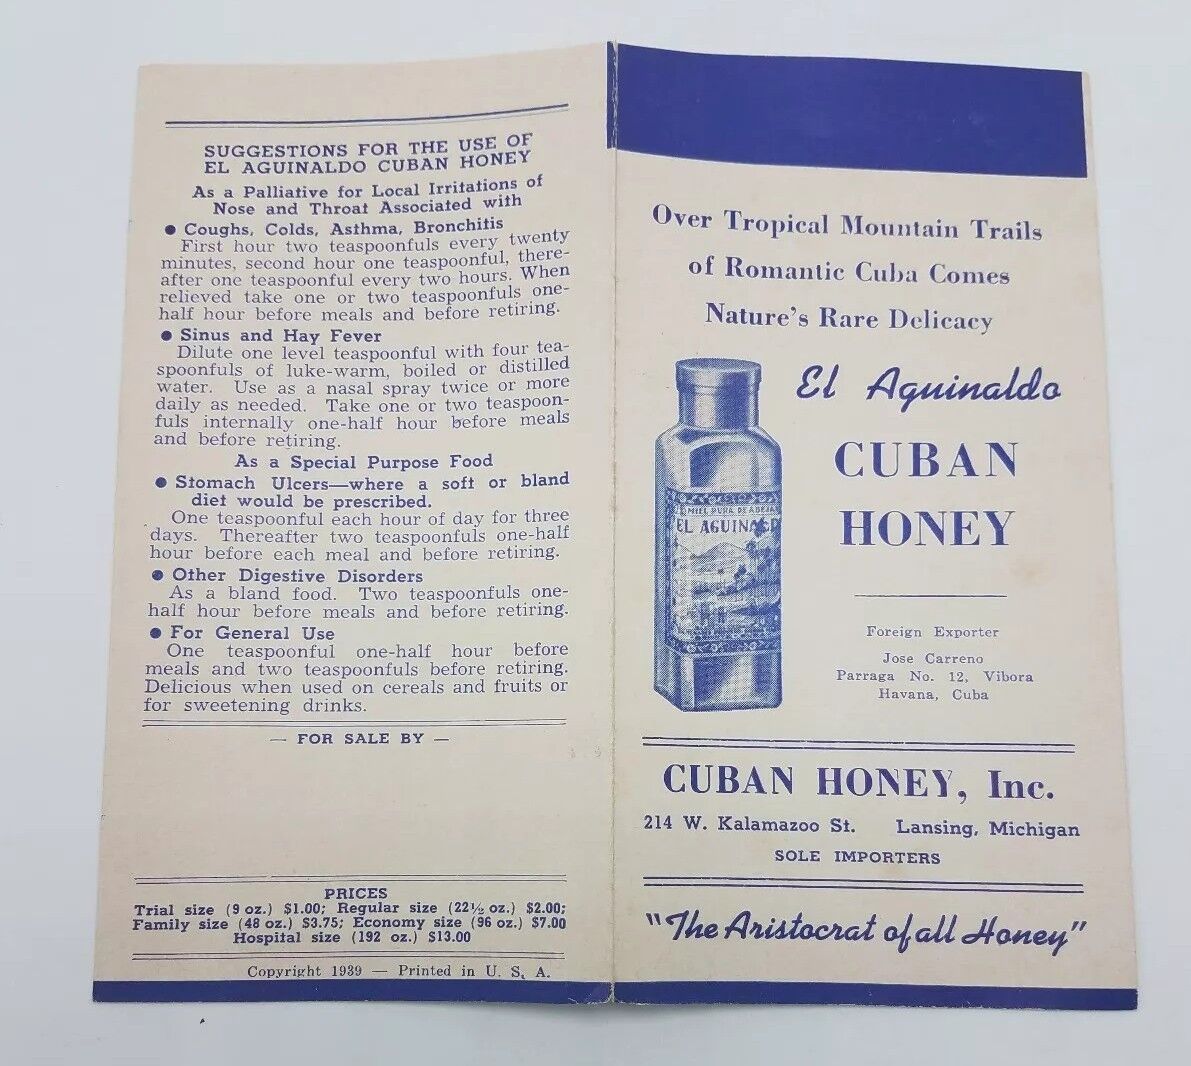 SUGGESTIONS FOR THE USE OF
EL AGUINALDO CUBAN HONEY
As a Palliative for Local Irritations of
Nose and Throat Associated with
● Coughs, Colds, Asthma, Bronchitis
First hour two teaspoonfuls every twenty
minutes, second hour one teaspoonful, there-
after one teaspoonful every two hours. When
relieved take one or two teaspoonfuls one-
half hour before meals and before retiring.
● Sinus and Hay Fever
Dilute one level teaspoonful with four tea-
spoonfuls of luke-warm, boiled or distilled
water. Use as a nasal spray twice or more
daily as needed. Take one or two teaspoon-
fuls internally one-half hour before meals
and before retiring.
As a Special Purpose Food
● Stomach Ulcers—where a soft or bland
diet would be prescribed.
One teaspoonful each hour of day for three
days. Thereafter two teaspoonfuls one-half
hour before each meal and before retiring.
● Other Digestive Disorders
As a bland food. Two teaspoonfuls one-
half hour before meals and before retiring.
● For General Use
One teaspoonful one-half hour before
meals and two teaspoonfuls before retiring.
Delicious when used on cereals and fruits or
for sweetening drinks.
— FOR SALE BY —
PRICES
Trial size (9 oz.) $1.00; Regular size (22½ oz.) $2.00;
Family size (48 oz.) $3.75; Economy size (96 oz.) $7.00
Hospital size (192 oz.) $13.00
Copyright 1939 — Printed in U. S. A.
Over Tropical Mountain Trails
of Romantic Cuba Comes
Nature's Rare Delicacy
El Aguinaldo
CUBAN
HONEY
MIEL PURA DE ABEJA
EL AGUINALD
Foreign Exporter
Jose Carreno
Parraga No. 12, Vibora
Havana, Cuba
CUBAN HONEY, Inc.
214 W. Kalamazoo St. Lansing, Michigan
SOLE IMPORTERS
"The Aristocrat of all Honey"